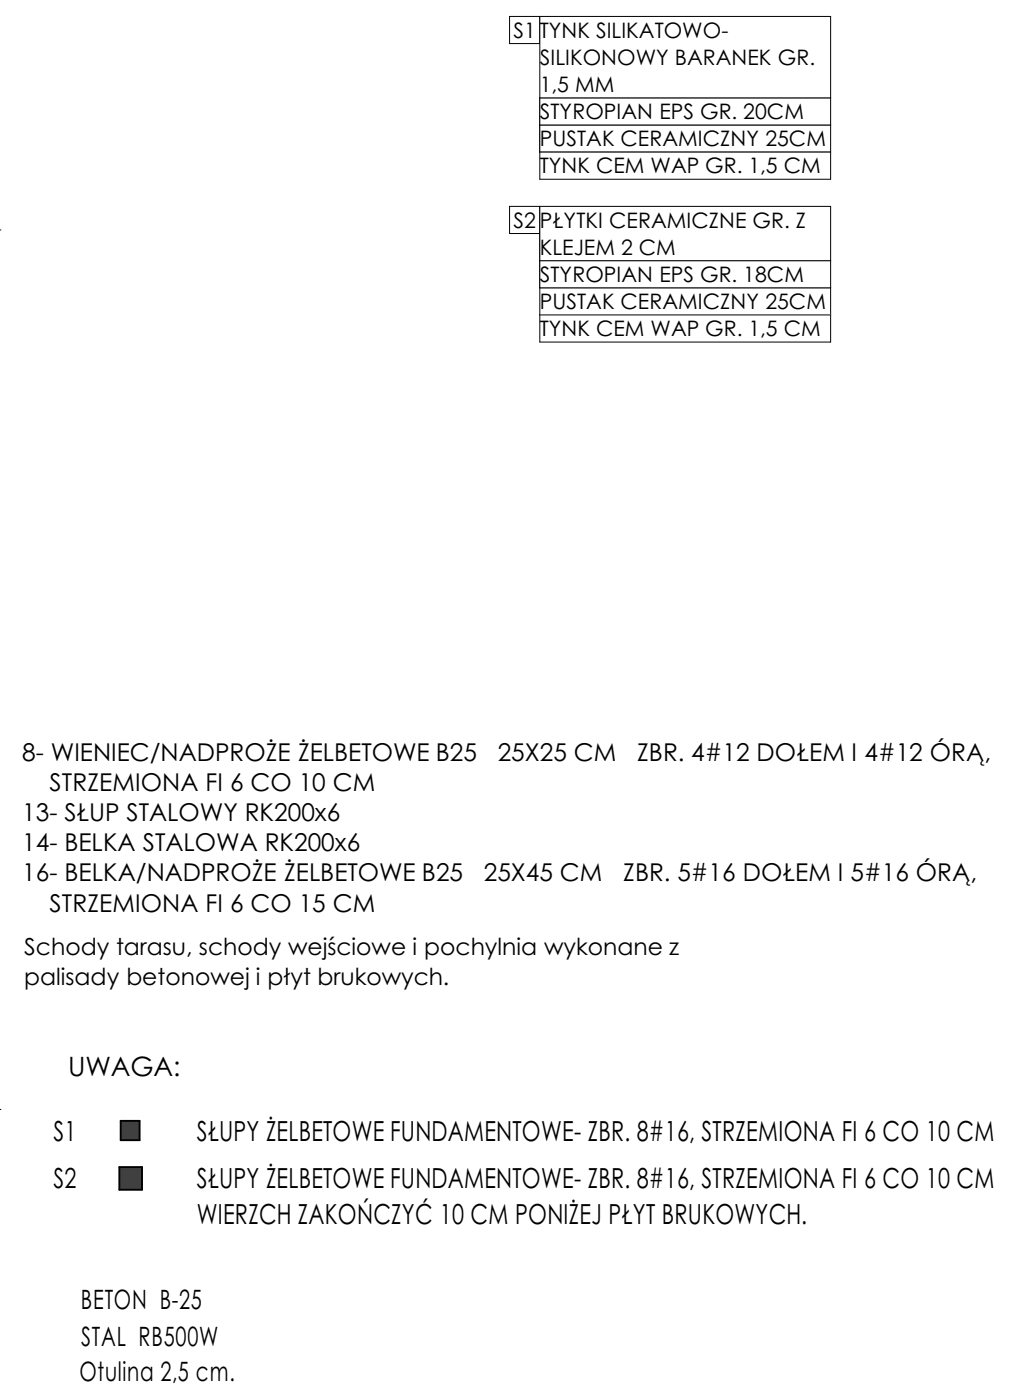 S1 TYNK SILIKATOWO-
SILIKONOWY BARANEK GR.
1,5 MM
STYROPIAN EPS GR. 20CM
PUSTAK CERAMICZNY 25CM
TYNK CEM WAP GR. 1,5 CM
S2 PŁYTKI CERAMICZNE GR. Z
KLEJEM 2 CM
STYROPIAN EPS GR. 18CM
PUSTAK CERAMICZNY 25CM
TYNK CEM WAP GR. 1,5 CM
8- WIENIEC/NADPROŻE ŻELBETOWE B25 25X25 CM ZBR. 4#12 DOŁEM I 4#12 ÓRĄ,
STRZEMIONA FI 6 CO 10 CM
13- SŁUP STALOWY RK200x6
14- BELKA STALOWA RK200x6
16- BELKA/NADPROŻE ŻELBETOWE B25 25X45 CM ZBR. 5#16 DOŁEM I 5#16 ÓRĄ,
STRZEMIONA FI 6 CO 15 CM
Schody tarasu, schody wejściowe i pochylnia wykonane z
palisady betonowej i płyt brukowych.
UWAGA:
S1 SŁUPY ŻELBETOWE FUNDAMENTOWE- ZBR. 8#16, STRZEMIONA FI 6 CO 10 CM
S2 SŁUPY ŻELBETOWE FUNDAMENTOWE- ZBR. 8#16, STRZEMIONA FI 6 CO 10 CM
WIERZCH ZAKOŃCZYĆ 10 CM PONIŻEJ PŁYT BRUKOWYCH.
BETON B-25
STAL RB500W
Otulina 2,5 cm.